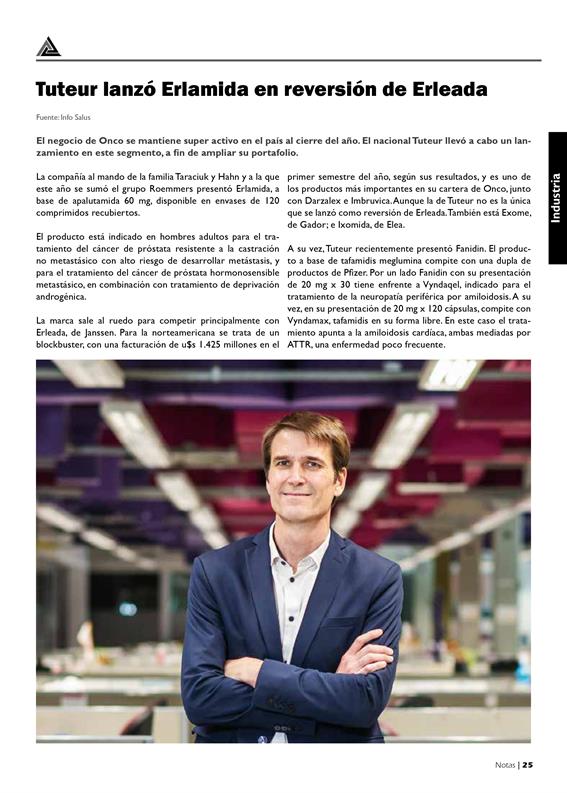 Tuteur lanzó Erlamida en reversión de Erleada
Fuente: Info Salus
El negocio de Onco se mantiene super activo en el país al cierre del año. El nacional Tuteur llevó a cabo un lan-
zamiento en este segmento, a fin de ampliar su portafolio.
La compañía al mando de la familia Taraciuk y Hahn y a la que
este año se sumó el grupo Roemmers presentó Erlamida, a
base de apalutamida 60 mg, disponible en envases de 120
comprimidos recubiertos.
El producto está indicado en hombres adultos para el tra-
tamiento del cáncer de próstata resistente a la castración
no metastásico con alto riesgo de desarrollar metástasis, y
para el tratamiento del cáncer de próstata hormonosensible
metastásico, en combinación con tratamiento de deprivación
androgénica.
La marca sale al ruedo para competir principalmente con
Erleada, de Janssen. Para la norteamericana se trata de un
blockbuster, con una facturación de u$s 1.425 millones en el
primer semestre del año, según sus resultados, y es uno de
los productos más importantes en su cartera de Onco, junto
con Darzalex e Imbruvica. Aunque la de Tuteur no es la única
que se lanzó como reversión de Erleada. También está Exome,
de Gador; e Ixomida, de Elea.
A su vez, Tuteur recientemente presentó Fanidin. El produc-
to a base de tafamidis meglumina compite con una dupla de
productos de Pfizer. Por un lado Fanidin con su presentación
de 20 mg x 30 tiene enfrente a Vyndaqel, indicado para el
tratamiento de la neuropatía periférica por amiloidosis. A su
vez, en su presentación de 20 mg x 120 cápsulas, compite con
Vyndamax, tafamidis en su forma libre. En este caso el trata-
miento apunta a la amiloidosis cardíaca, ambas mediadas por
ATTR, una enfermedad poco frecuente.
Industria
Notas | 25